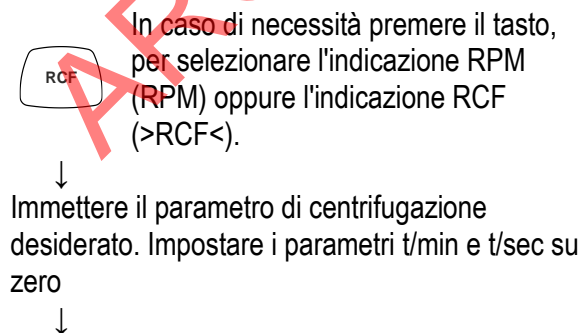 In caso di necessità premere il tasto,
per selezionare l'indicazione RPM
RCF
(RPM) oppure l'indicazione RCF
(>RCF<).
↓
Immettere il parametro di centrifugazione
desiderato. Impostare i parametri t/min e t/sec su
zero
↓